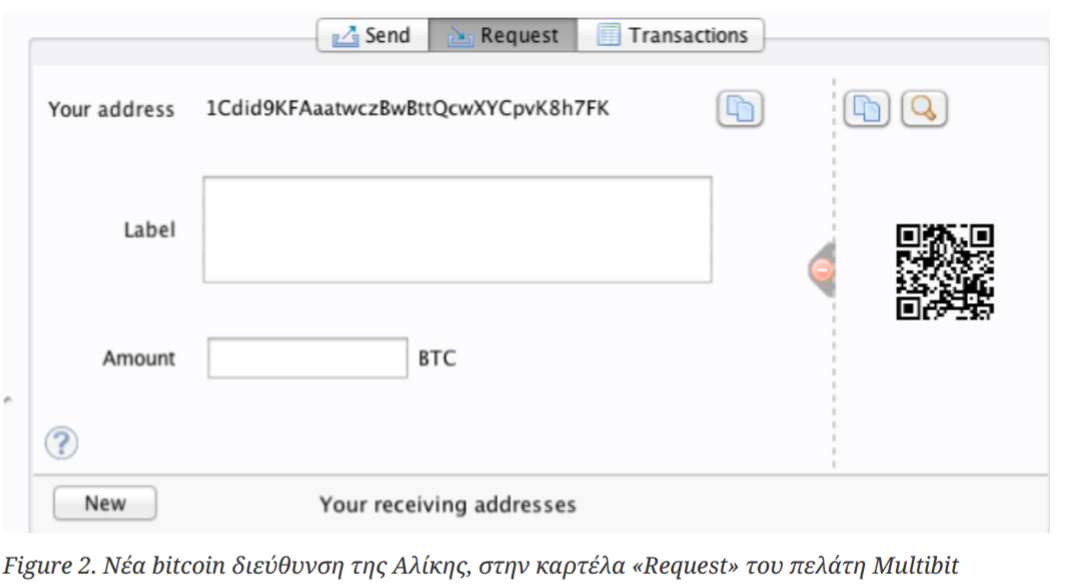 Send Request Transactions
Your address 1Cdid9KFAaatwczBwBttQcwXYCpvK8h7FK
Label
Amount BTC
?
New Your receiving addresses
Figure 2. Νέα bitcoin διεύθυνση της Αλίκης, στην καρτέλα «Request» του πελάτη Multibit